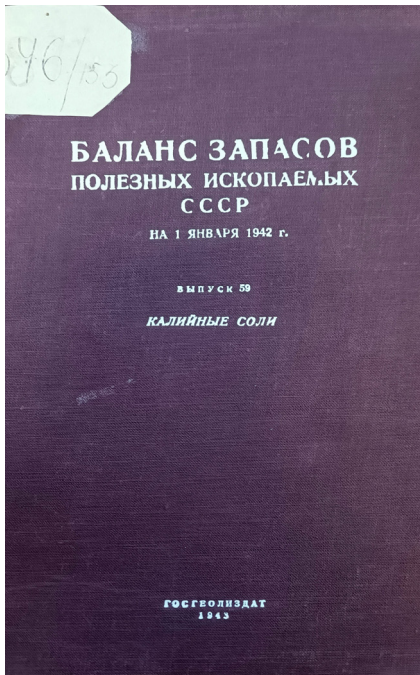 БАЛАНС ЗАПАСОВ
ПОЛЕЗНЫХ ИСКОПАЕМЫХ
СССР
НА 1 ЯНВАРЯ 1942 г.
ВЫПУСК 59
КАЛИЙНЫЕ СОЛИ
ГОСГЕОЛИЗДАТ
1943